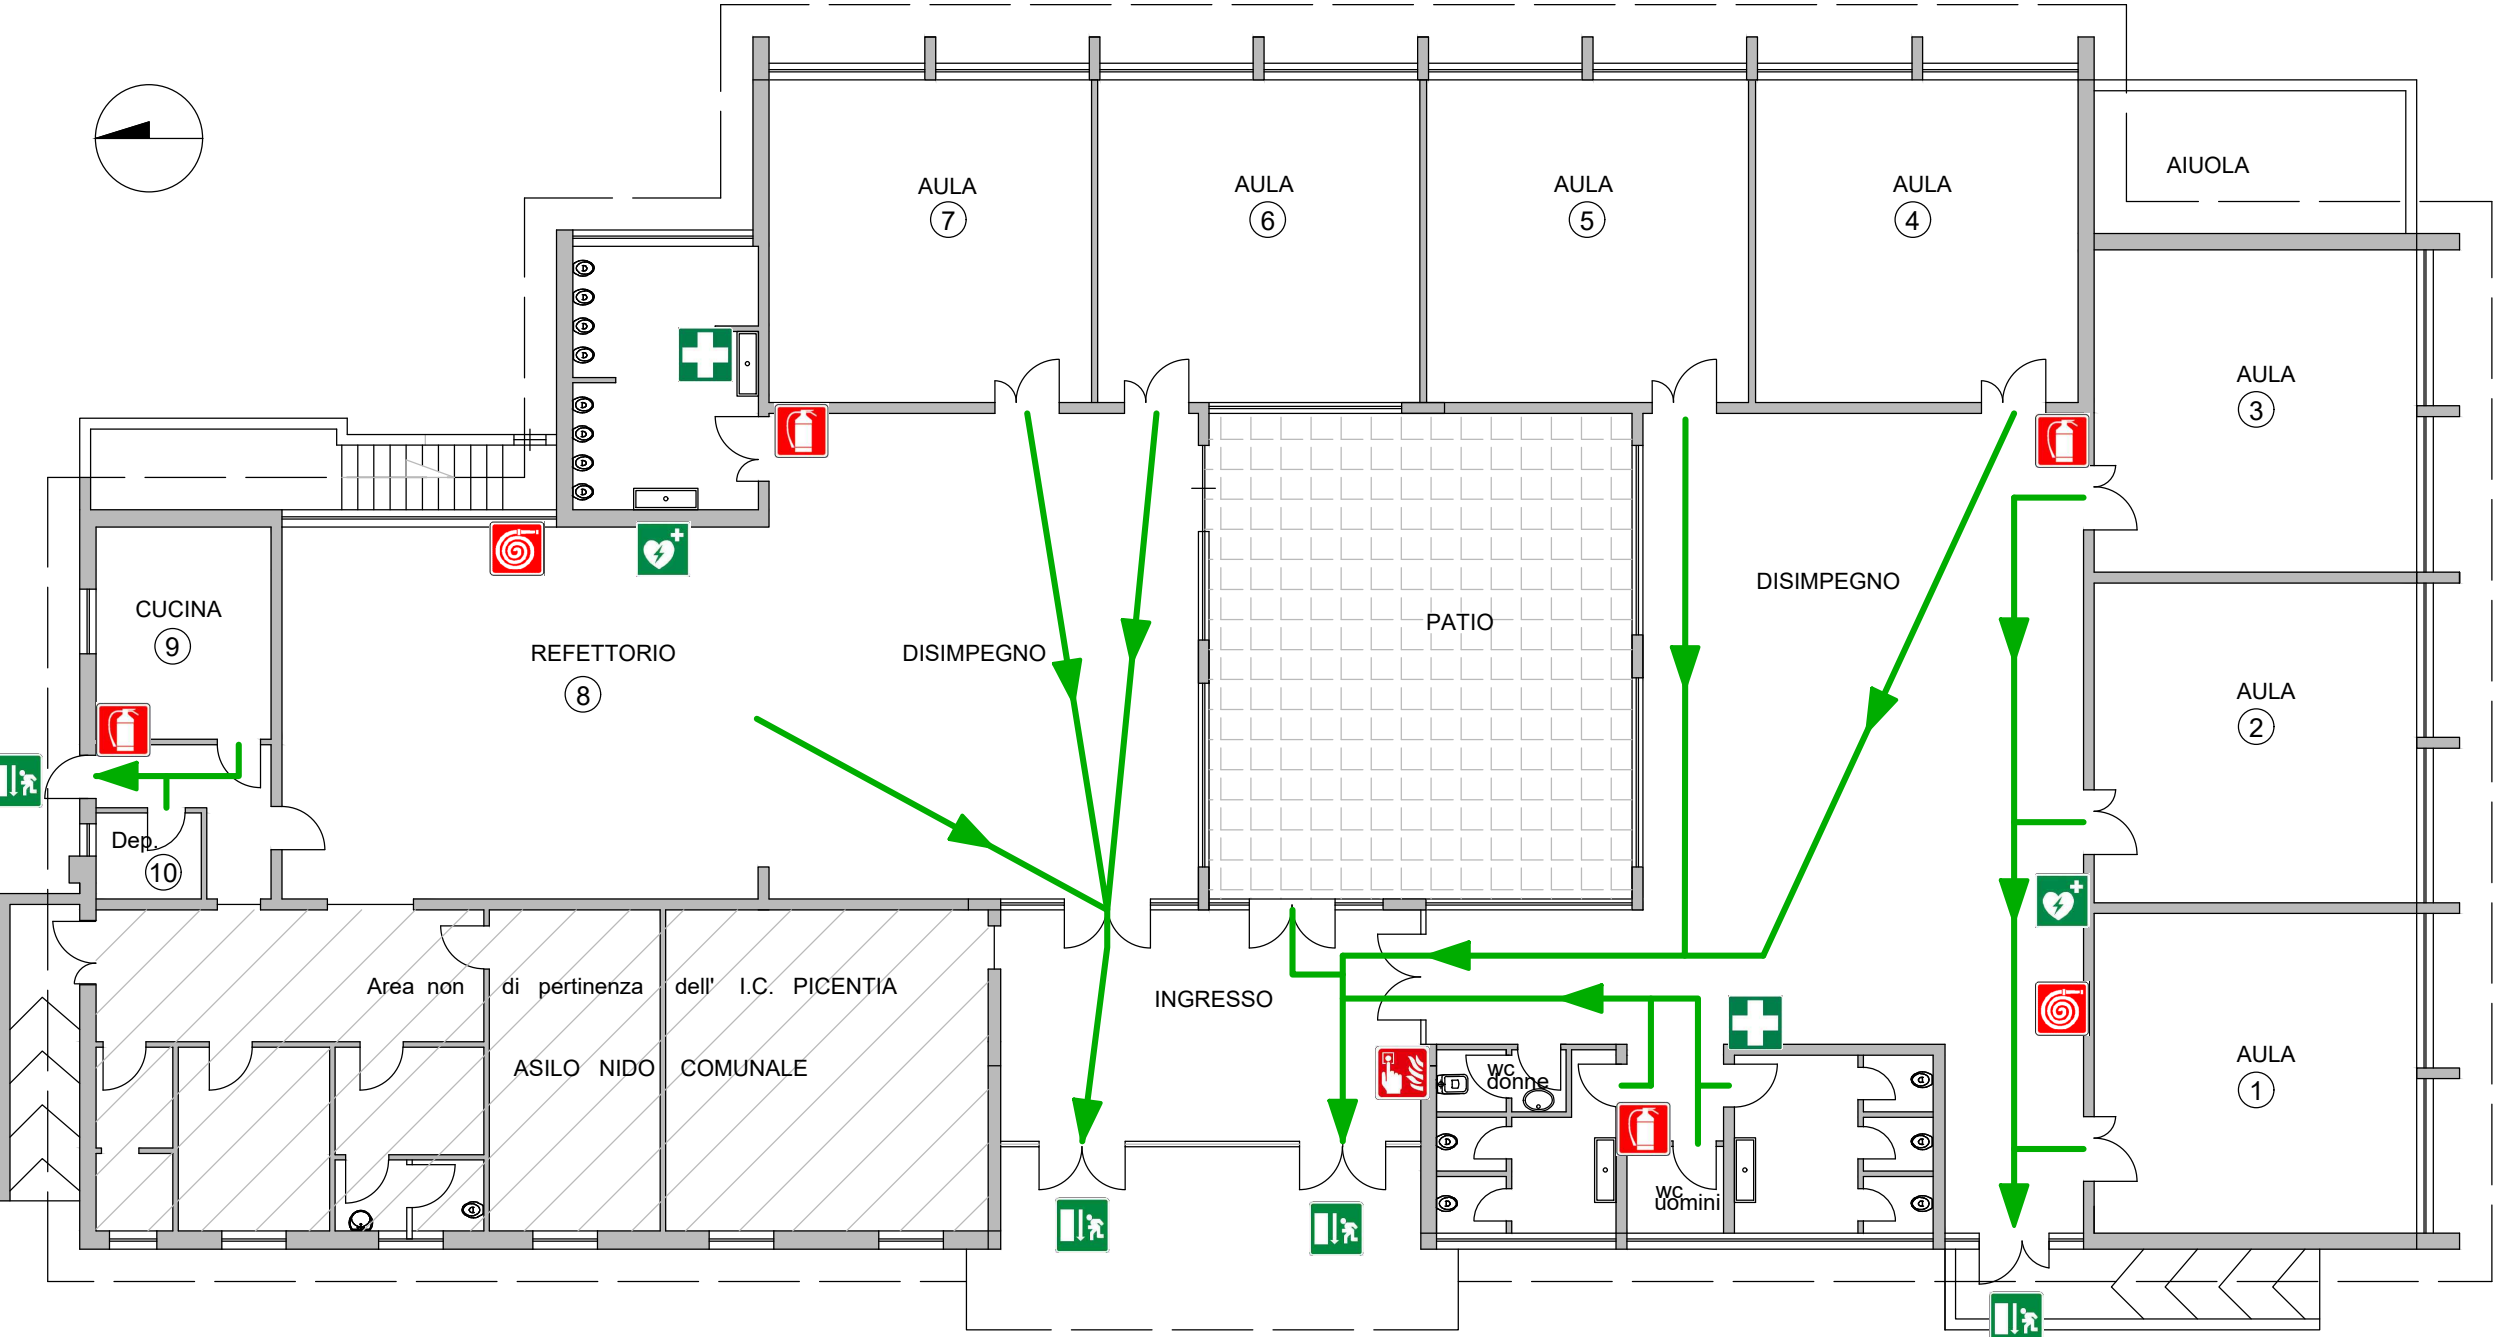 AIUOLA
AULA
7
AULA
6
AULA
5
AULA
4
AULA
3
CUCINA
9
REFETTORIO
8
DISIMPEGNO
PATIO
DISIMPEGNO
AULA
2
Dep.
10
Area non di pertinenza dell' I.C. PICENTIA
ASILO NIDO COMUNALE
INGRESSO
wc
donne
wc
uomini
AULA
1